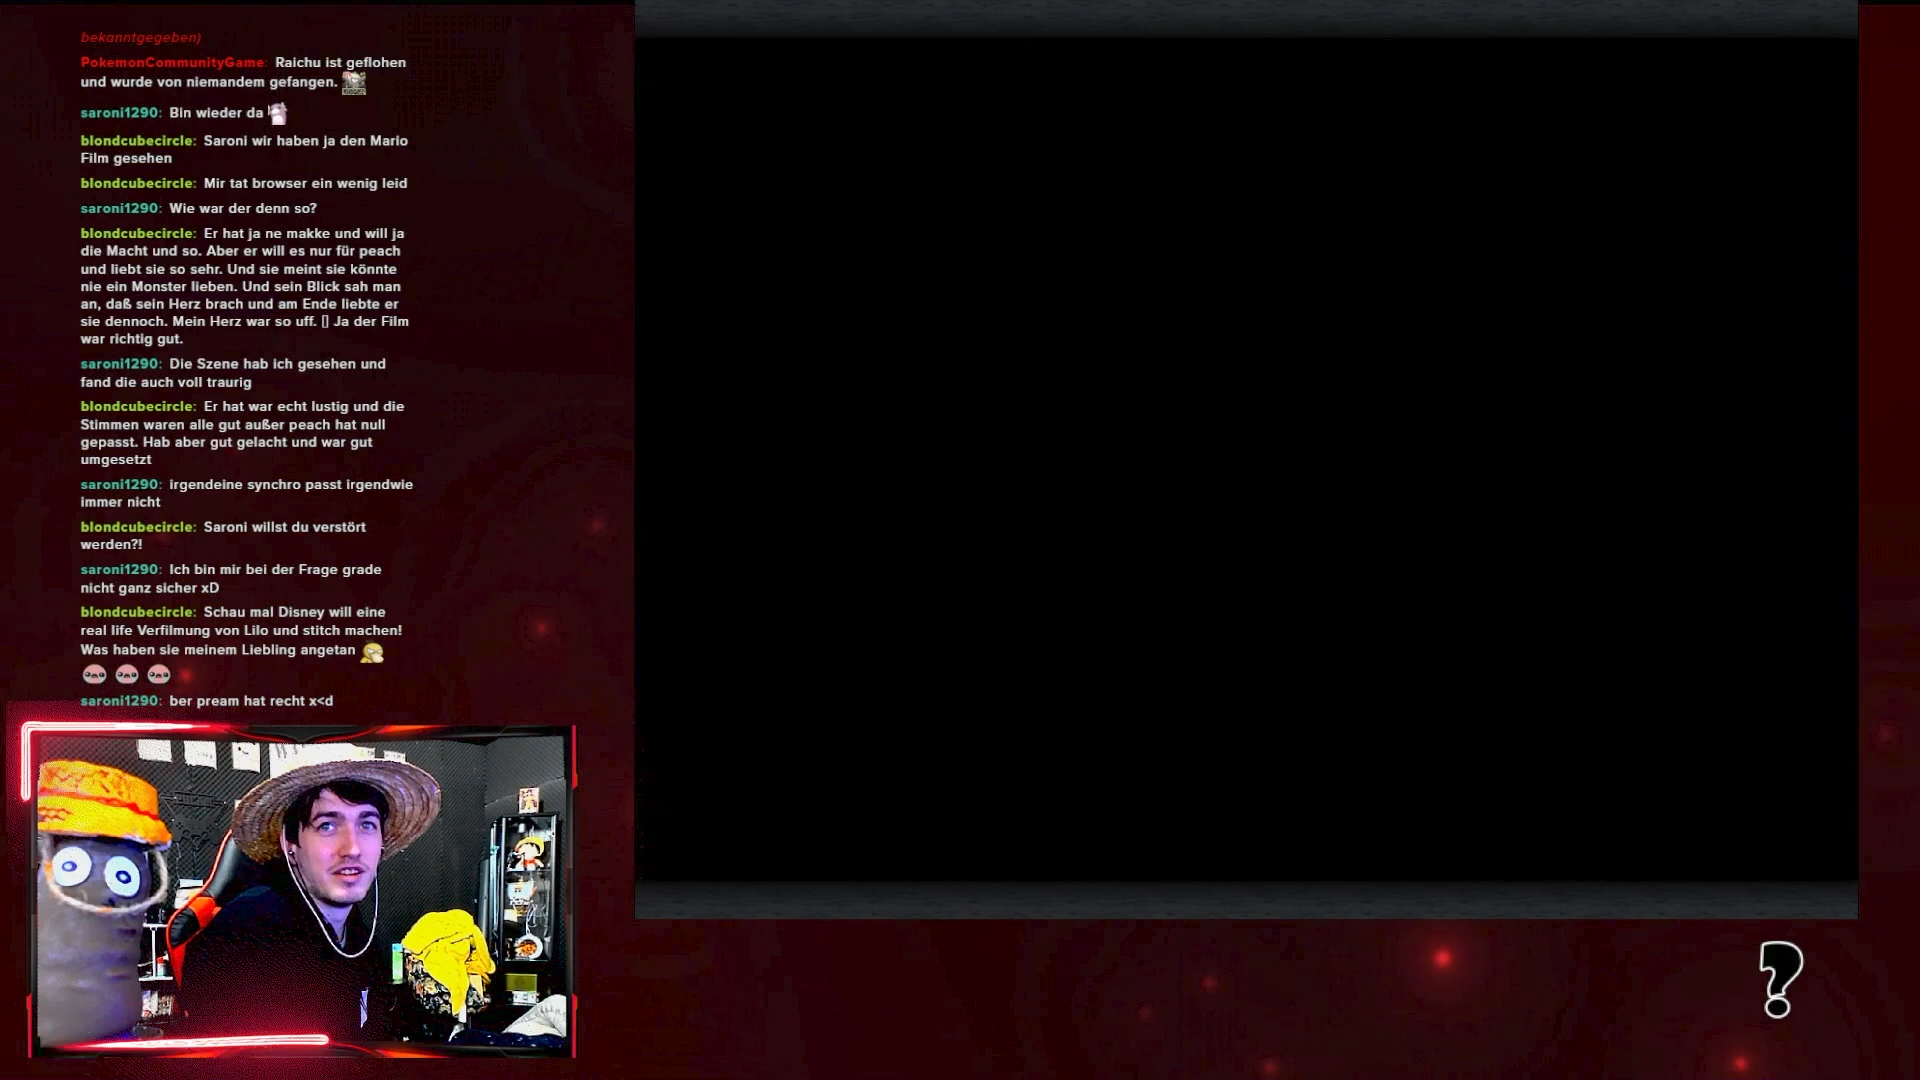 bekanntgegeben)
PokemonCommunityGame: Raichu ist geflohen
und wurde von niemandem gefangen.
saroni1290: Bin wieder da
blondcubecircle: Saroni wir haben ja den Mario
Film gesehen
blondcubecircle: Mir tat browser ein wenig leid
saroni1290: Wie war der denn so?
blondcubecircle: Er hat ja ne makke und will ja
die Macht und so. Aber er will es nur für peach
und liebt sie so sehr. Und sie meint sie könnte
nie ein Monster lieben. Und sein Blick sah man
an, daß sein Herz brach und am Ende liebte er
sie dennoch. Mein Herz war so uff. [] Ja der Film
war richtig gut.
saroni1290: Die Szene hab ich gesehen und
fand die auch voll traurig
blondcubecircle: Er hat war echt lustig und die
Stimmen waren alle gut außer peach hat null
gepasst. Hab aber gut gelacht und war gut
umgesetzt
saroni1290: irgendeine synchro passt irgendwie
immer nicht
blondcubecircle: Saroni willst du verstört
werden?!
saroni1290: Ich bin mir bei der Frage grade
nicht ganz sicher xD
blondcubecircle: Schau mal Disney will eine
real life Verfilmung von Lilo und stitch machen!
Was haben sie meinem Liebling angetan
saroni1290: ber pream hat recht x<d
?